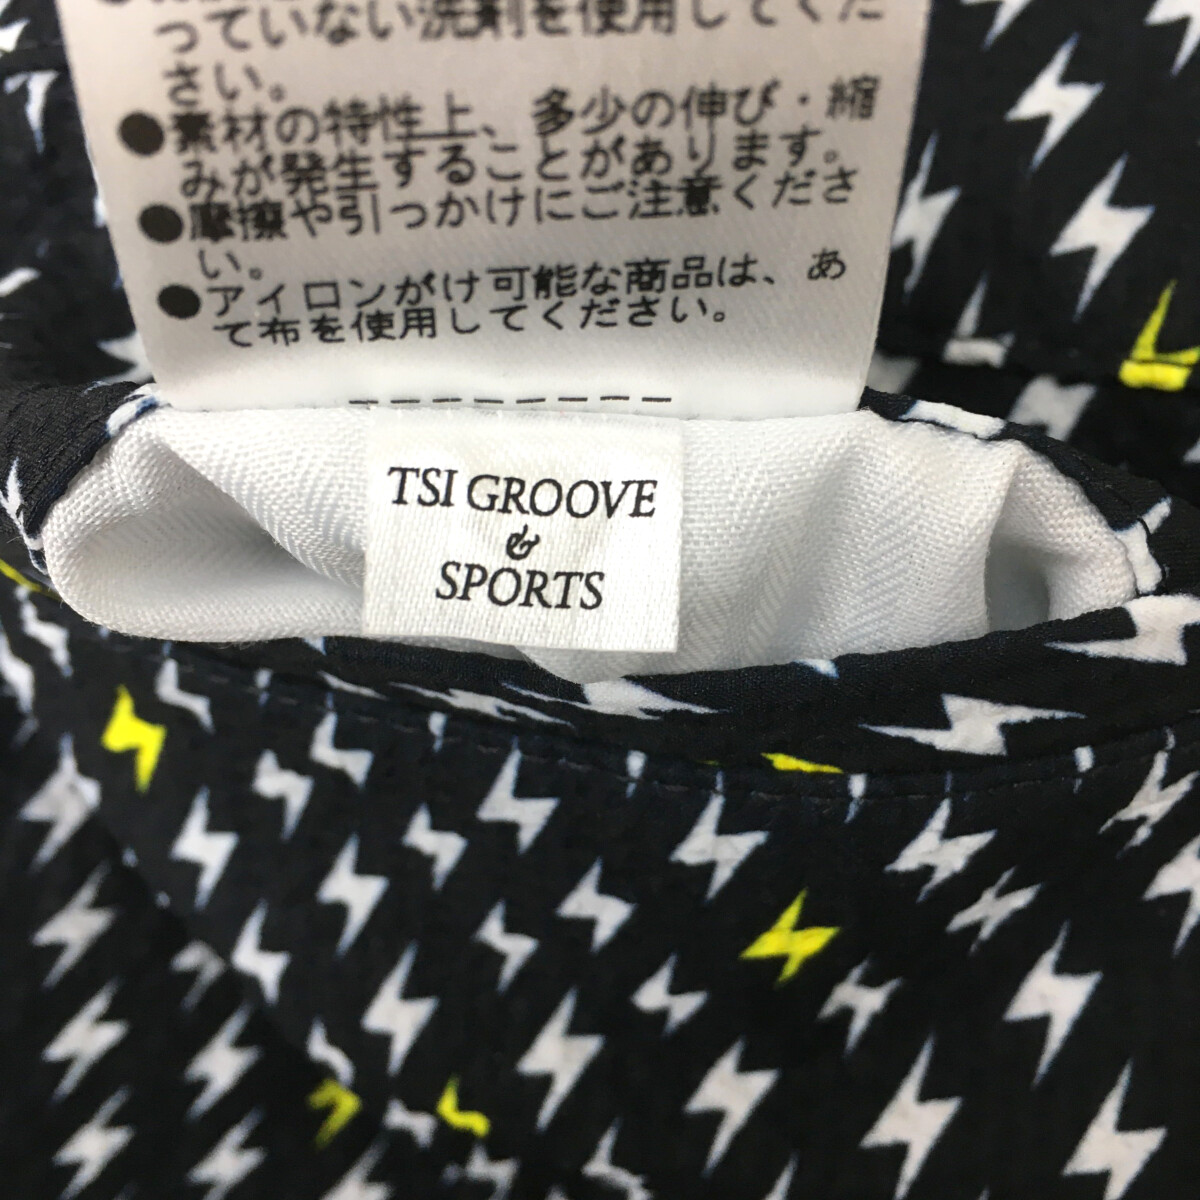 っていない洗剤を使用してくだ
さい。
●素材の特性上、多少の伸び・縮
みが発生することがあります。
●摩擦や引っかけにご注意くださ
い。
●アイロンがけ可能な商品は、あ
て布を使用してください。
TSI GROOVE
&
SPORTS